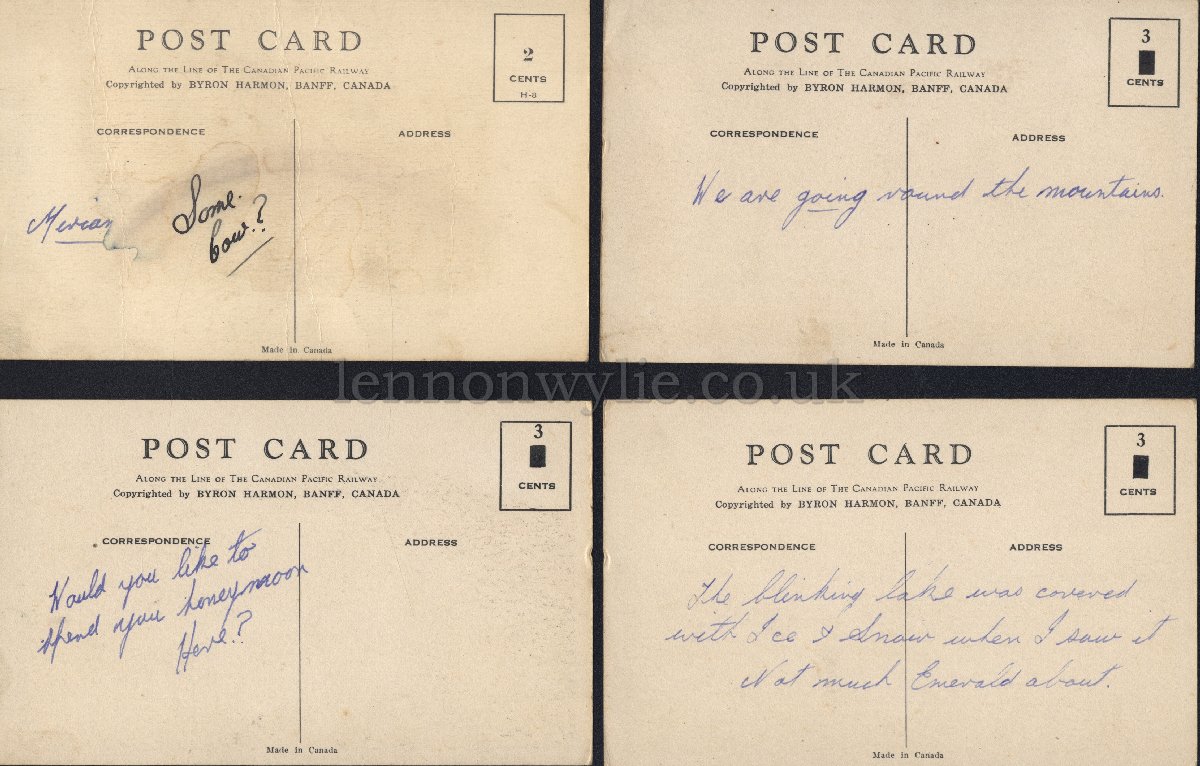 POST CARD
2
CENTS
H-8
ALONG THE LINE OF THE CANADIAN PACIFIC RAILWAY
Copyrighted by BYRON HARMON, BANFF, CANADA
CORRESPONDENCE
ADDRESS
Some
Made in Canada
POST CARD
3
CENTS
ALONG THE LINE OF THE CANADIAN PACIFIC RAILWAY
Copyrighted by BYRON HARMON, BANFF, CANADA
CORRESPONDENCE
ADDRESS
We are going round the mountains.
Made in Canada
lennonwylie.co.uk
POST CARD
3
CENTS
ALONG THE LINE OF THE CANADIAN PACIFIC RAILWAY
Copyrighted by BYRON HARMON, BANFF, CANADA
CORRESPONDENCE
ADDRESS
Would you like to
spend your honeymoon
Here.?
Made in Canada
POST CARD
3
CENTS
ALONG THE LINE OF THE CANADIAN PACIFIC RAILWAY
Copyrighted by BYRON HARMON, BANFF, CANADA
CORRESPONDENCE
ADDRESS
The blinking lake was covered
with Ice & Snow when I saw it
Not much Emerald about.
Made in Canada